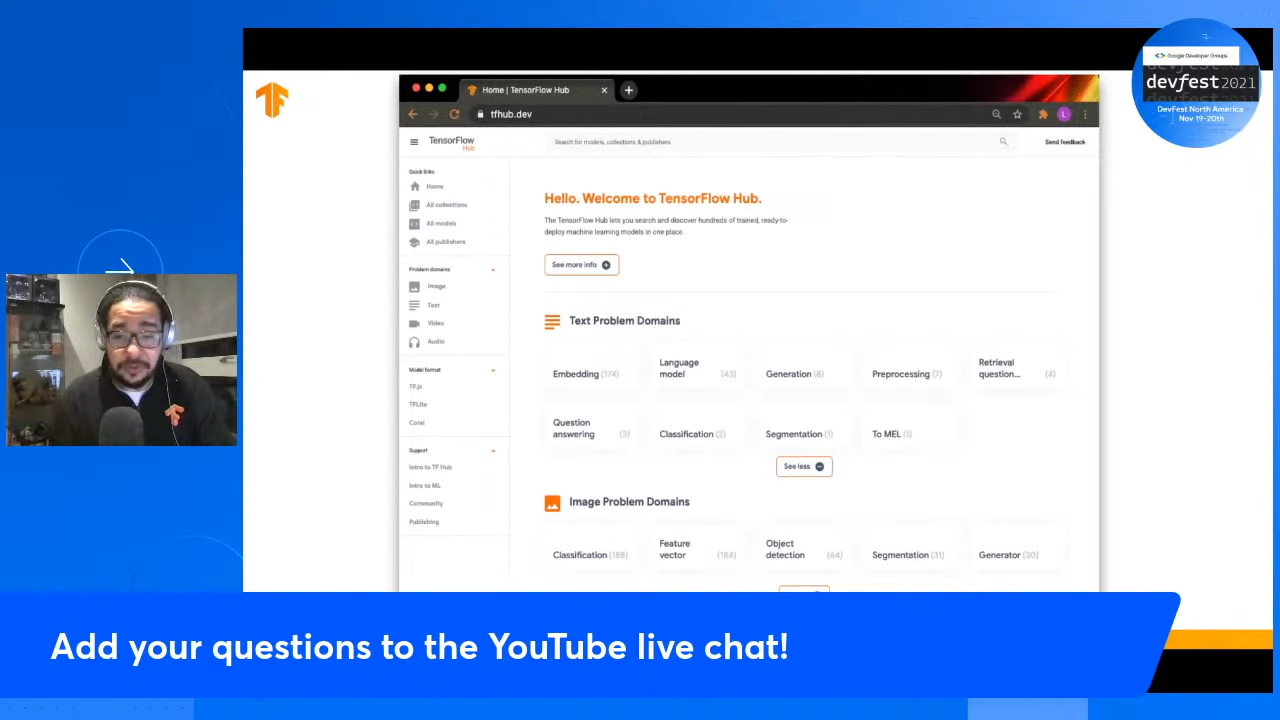 Google Developer Groups
devfest 2021
DevFest North America
Nov 19-20th
Home | TensorFlow Hub
tfhub.dev
L
TensorFlow
Hub
Search for models, collections & publishers
Send feedback
Quick links
Home
All collections
All models
All publishers
Problem domains
Image
Text
Video
Audio
Model format
TF.js
TFLite
Coral
Support
Intro to TF Hub
Intro to ML
Community
Publishing
Hello. Welcome to TensorFlow Hub.
The TensorFlow Hub lets you search and discover hundreds of trained, ready-to-
deploy machine learning models in one place.
See more info
Text Problem Domains
Embedding (174)
Language
model (43)
Generation (8)
Preprocessing (7)
Retrieval
question... (6)
Question
answering (3)
Classification (2)
Segmentation (1)
To MEL (1)
See less
Image Problem Domains
Classification (188)
Feature
vector (184)
Object
detection (64)
Segmentation (31)
Generator (30)
Add your questions to the YouTube live chat!